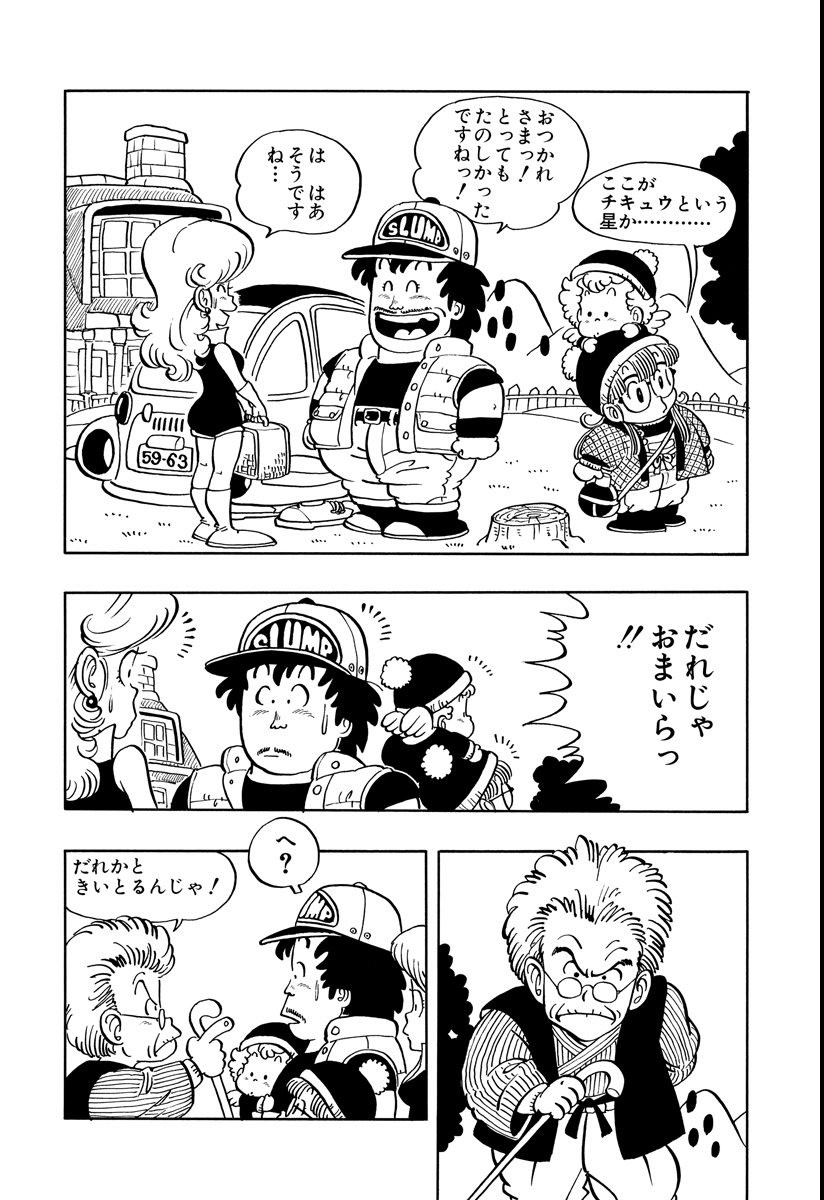 ここが
チキュウという
星か…………
おつかれ
さまっ！
とっても
たのしかった
ですねっ！
は はあ
そうです
ね…
SLUMP
59-63
だれじゃ
おまいらっ
!!
SLUMP
へ？
だれかと
きいとるんじゃ！
UMP